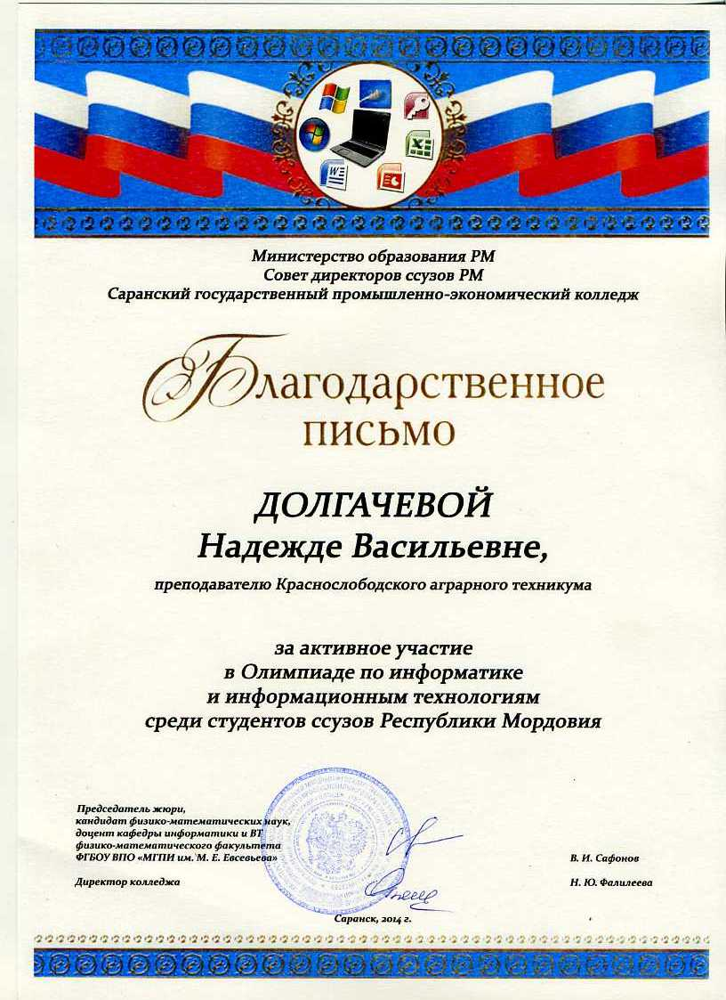 Министерство образования РМ
Совет директоров ссузов РМ
Саранский государственный промышленно-экономический колледж
Благодарственное
письмо
ДОЛГАЧЕВОЙ
Надежде Васильевне,
преподавателю Краснослободского аграрного техникума
за активное участие
в Олимпиаде по информатике
и информационным технологиям
среди студентов ссузов Республики Мордовия
Председатель жюри,
кандидат физико-математических наук,
доцент кафедры информатики и ВТ
физико-математического факультета
ФГБОУ ВПО «МГПИ им. М. Е. Евсевьева»
В. И. Сафонов
Директор колледжа
Н. Ю. Фалилеева
Саранск, 2014 г.